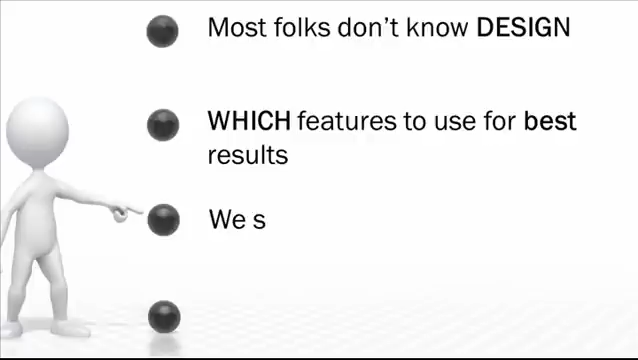 Most folks don’t know DESIGN
WHICH features to use for best
results
We s